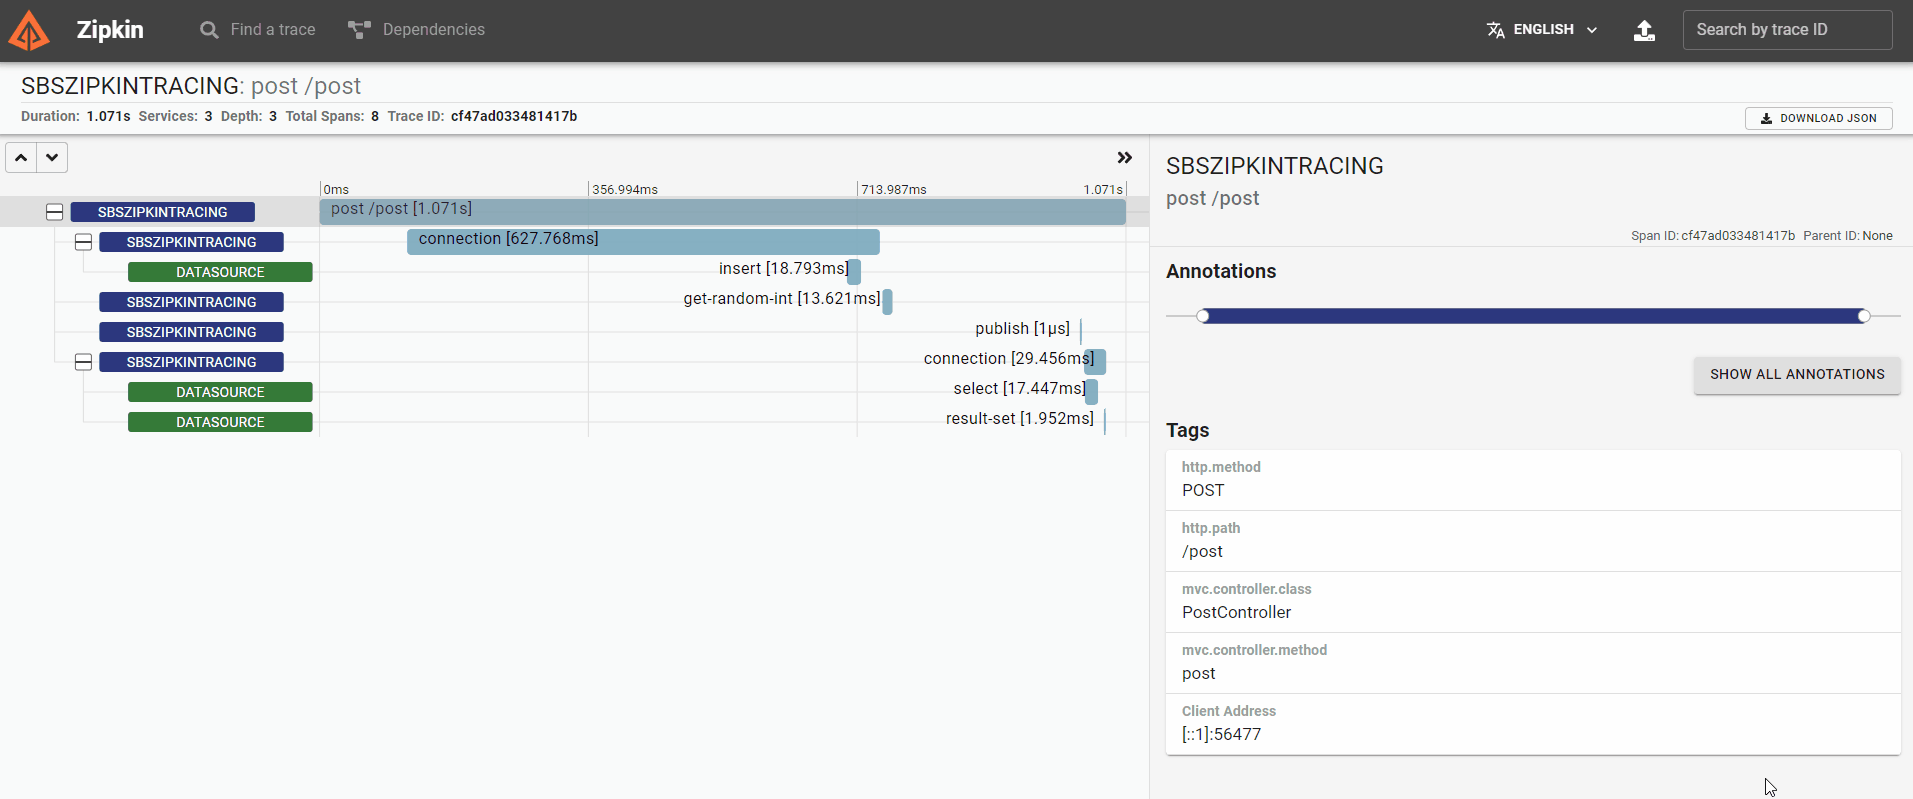 Zipkin
Find a trace
Dependencies
ENGLISH
Search by trace ID
SBSZIPKINTRACING: post /post
Duration: 1.071s Services: 3 Depth: 3 Total Spans: 8 Trace ID: cf47ad033481417b
DOWNLOAD JSON
0ms 356.994ms 713.987ms 1.071s
SBSZIPKINTRACING post /post [1.071s]
SBSZIPKINTRACING connection [627.768ms]
DATASOURCE insert [18.793ms]
SBSZIPKINTRACING get-random-int [13.621ms]
SBSZIPKINTRACING publish [1µs]
SBSZIPKINTRACING connection [29.456ms]
DATASOURCE select [17.447ms]
DATASOURCE result-set [1.952ms]
SBSZIPKINTRACING
post /post
Span ID: cf47ad033481417b Parent ID: None
Annotations
SHOW ALL ANNOTATIONS
Tags
http.method
POST
http.path
/post
mvc.controller.class
PostController
mvc.controller.method
post
Client Address
[::1]:56477